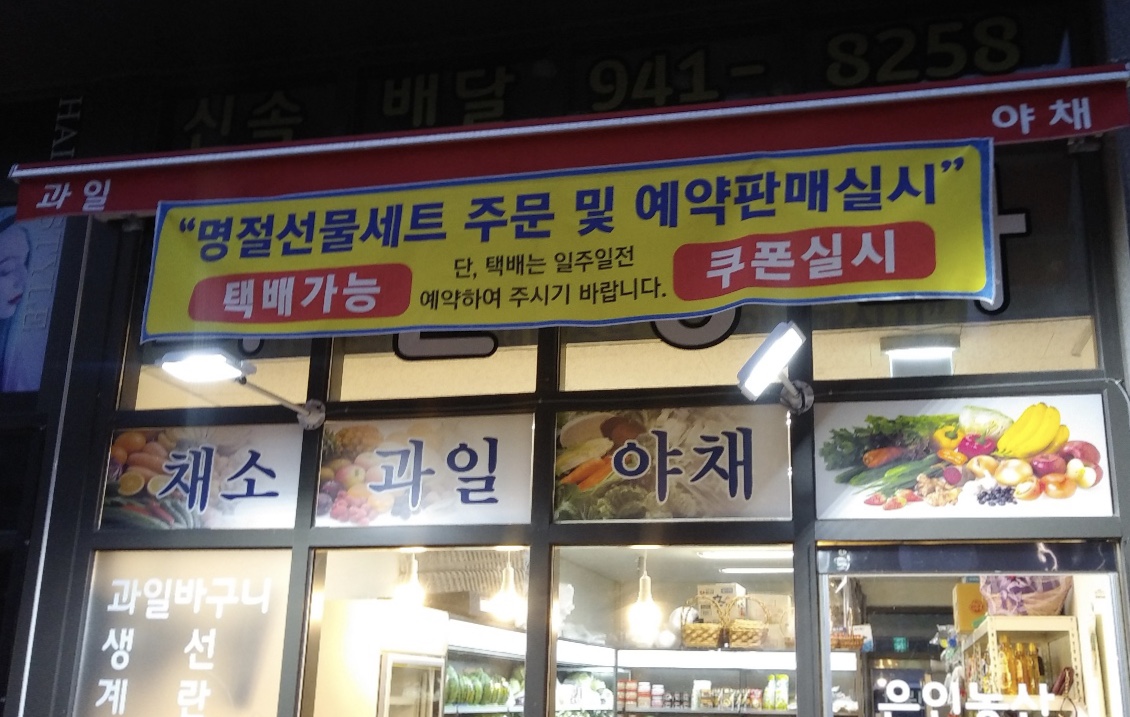 신속 배달 941-8258
과일
야채
“명절선물세트 주문 및 예약판매실시”
택배가능
단, 택배는 일주일전
예약하여 주시기 바랍니다.
쿠폰실시
채소
과일
야채
과일바구니
생 선
계 란